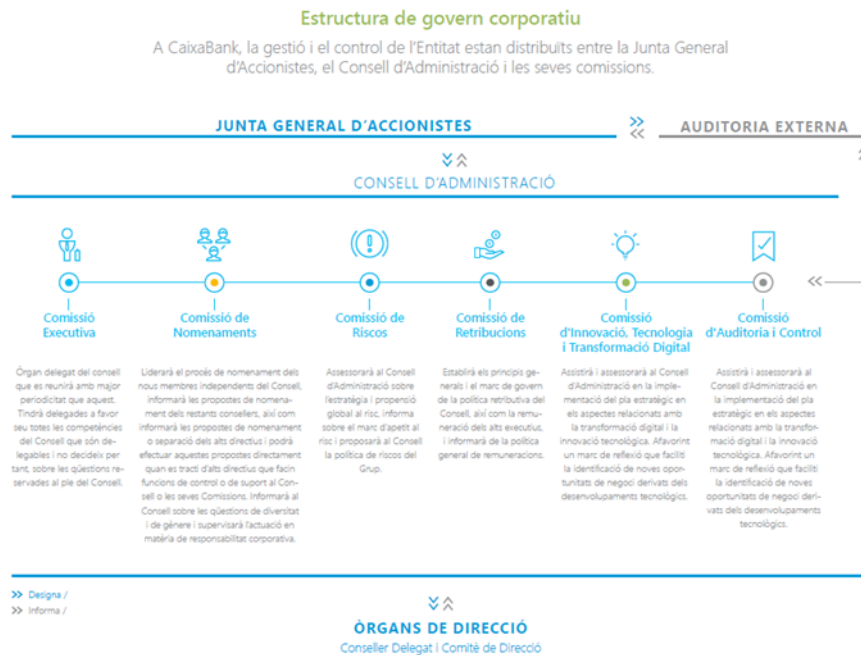 Estructura de govern corporatiu
A CaixaBank, la gestió i el control de l'Entitat estan distribuïts entre la Junta General
d'Accionistes, el Consell d'Administració i les seves comissions.
JUNTA GENERAL D'ACCIONISTES
AUDITORIA EXTERNA
CONSELL D'ADMINISTRACIÓ
Comissió
Executiva
Òrgan delegat del consell
que es reunirà amb major
periodicitat que aquest.
Tindrà delegades a favor
seu totes les competències
del Consell que són de-
legables i no decideix per
tant, sobre les qüestions re-
servades al ple del Consell.
Comissió de
Nomenaments
Liderarà el procés de nomenament dels
nous membres independents del Consell,
informarà les propostes de nomena-
ment dels restants consellers, així com
informarà les propostes de nomenament
o separació dels alts directius i podrà
efectuar aquestes propostes directament
quan es tracti d'alts directius que facin
funcions de control o de suport al Con-
sell o les seves Comissions. Informarà al
Consell sobre les qüestions de diversitat
i de gènere i supervisarà l'actuació en
matèria de responsabilitat corporativa.
Comissió de
Riscos
Assessorarà al Consell
d'Administració sobre
l'estratègia i propensió
global al risc, informa
sobre el marc d'apetit al
risc i proposarà al Consell
la política de riscos del
Grup.
Comissió de
Retribucions
Establirà els principis ge-
nerals i el marc de govern
de la política retributiva del
Consell, així com la remu-
neració dels alts executius,
i informarà de la política
general de remuneracions.
Comissió
d'Innovació, Tecnologia
i Transformació Digital
Assistirà i assessorarà al Consell
d'Administració en la imple-
mentació del pla estratègic en
els aspectes relacionats amb
la transformació digital i la
innovació tecnològica. Afavorint
un marc de reflexió que faciliti
la identificació de noves opor-
tunitats de negoci derivats dels
desenvolupaments tecnològics.
Comissió
d'Auditoria i Control
Assistirà i assessorarà al
Consell d'Administració en
la implementació del pla
estratègic en els aspectes
relacionats amb la transfor-
mació digital i la innovació
tecnològica. Afavorint un
marc de reflexió que faciliti
la identificació de noves
oportunitats de negoci deri-
vats dels desenvolupaments
tecnològics.
Designa /
Informa /
ÒRGANS DE DIRECCIÓ
Conseller Delegat i Comitè de Direcció